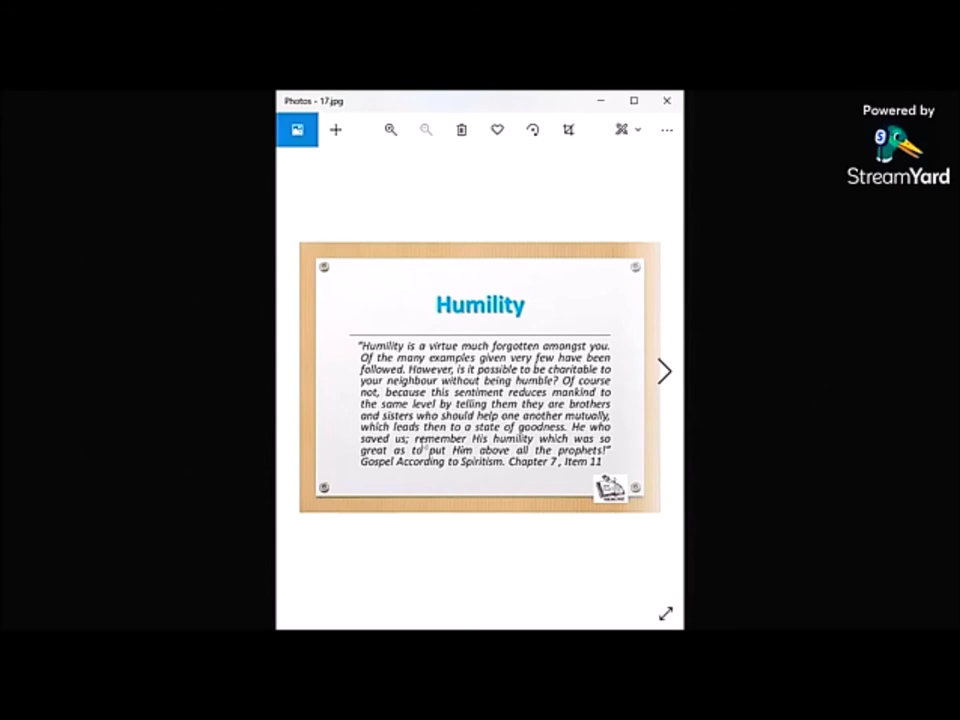 Photos - 17.jpg
Powered by
StreamYard
Humility
"Humility is a virtue much forgotten amongst you.
Of the many examples given very few have been
followed. However, is it possible to be charitable to
your neighbour without being humble? Of course
not, because this sentiment reduces mankind to
the same level by telling them they are brothers
and sisters who should help one another mutually,
which leads then to a state of goodness. He who
saved us; remember His humility which was so
great as to put Him above all the prophets!"
Gospel According to Spiritism. Chapter 7 , Item 11